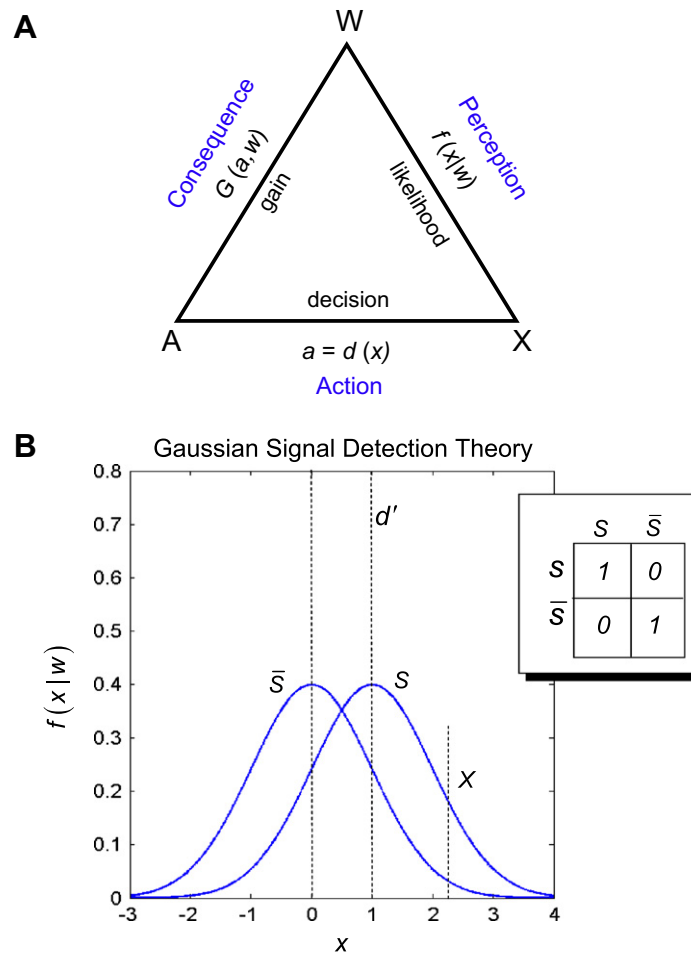 A
W
Consequence
G (a,w)
gain
Perception
f (x|w)
likelihood
decision
A
X
a = d (x)
Action
B
Gaussian Signal Detection Theory
0.8
0.7
0.6
0.5
0.4
0.3
0.2
0.1
0
f ( x | w )
d′
S̅
S
X
-3 -2 -1 0 1 2 3 4
x
S S̅
s 1 0
s̅ 0 1